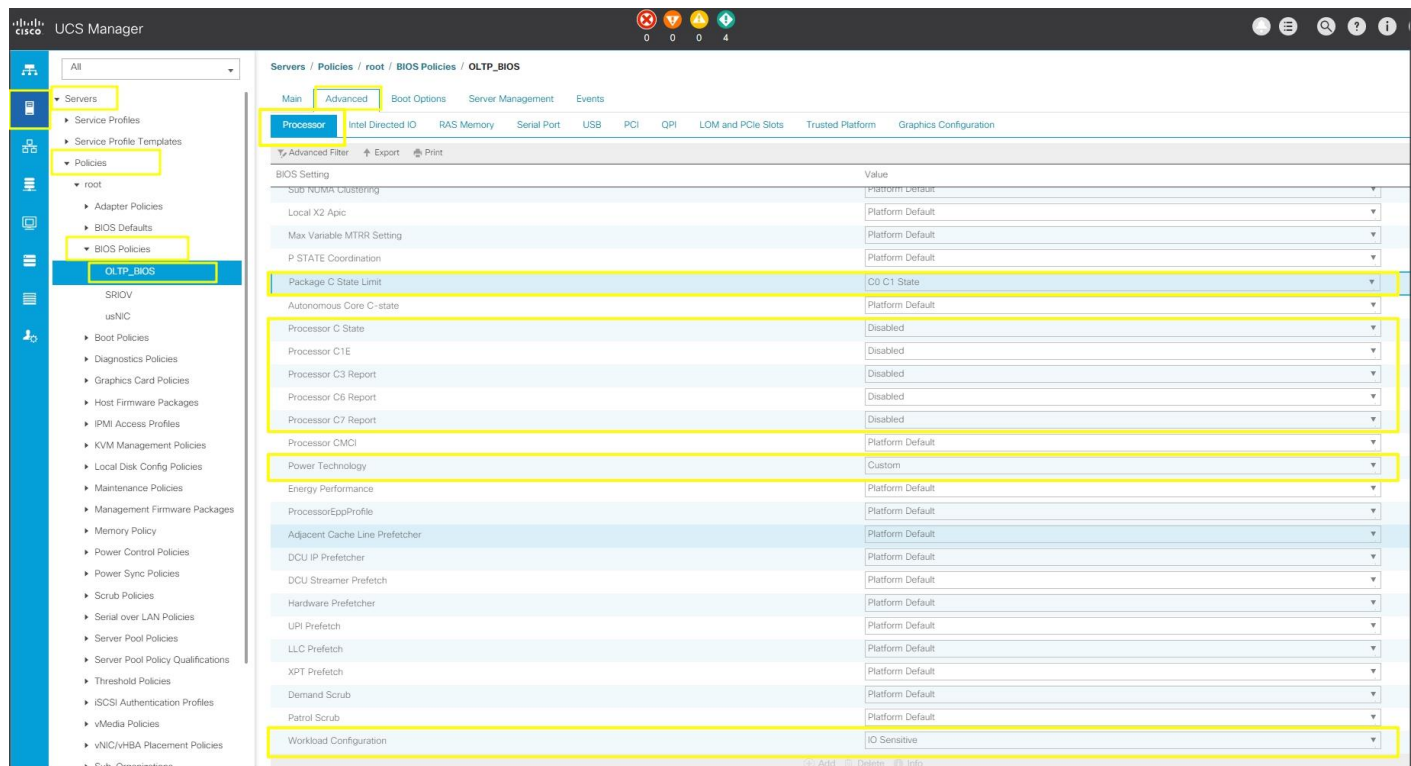 cisco UCS Manager
0 0 0 4
All
Servers
Service Profiles
Service Profile Templates
Policies
root
Adapter Policies
BIOS Defaults
BIOS Policies
OLTP_BIOS
SRIOV
usNIC
Boot Policies
Diagnostics Policies
Graphics Card Policies
Host Firmware Packages
IPMI Access Profiles
KVM Management Policies
Local Disk Config Policies
Maintenance Policies
Management Firmware Packages
Memory Policy
Power Control Policies
Power Sync Policies
Scrub Policies
Serial over LAN Policies
Server Pool Policies
Server Pool Policy Qualifications
Threshold Policies
iSCSI Authentication Profiles
vMedia Policies
vNIC/vHBA Placement Policies
Sub-Organizations
Servers / Policies / root / BIOS Policies / OLTP_BIOS
Main Advanced Boot Options Server Management Events
Processor Intel Directed IO RAS Memory Serial Port USB PCI QPI LOM and PCIe Slots Trusted Platform Graphics Configuration
Advanced Filter Export Print
BIOS Setting Value
Sub NUMA Clustering Platform Default
Local X2 Apic Platform Default
Max Variable MTRR Setting Platform Default
P STATE Coordination Platform Default
Package C State Limit C0 C1 State
Autonomous Core C-state Platform Default
Processor C State Disabled
Processor C1E Disabled
Processor C3 Report Disabled
Processor C6 Report Disabled
Processor C7 Report Disabled
Processor CMCI Platform Default
Power Technology Custom
Energy Performance Platform Default
ProcessorEppProfile Platform Default
Adjacent Cache Line Prefetcher Platform Default
DCU IP Prefetcher Platform Default
DCU Streamer Prefetch Platform Default
Hardware Prefetcher Platform Default
UPI Prefetch Platform Default
LLC Prefetch Platform Default
XPT Prefetch Platform Default
Demand Scrub Platform Default
Patrol Scrub Platform Default
Workload Configuration IO Sensitive
Add Delete Info